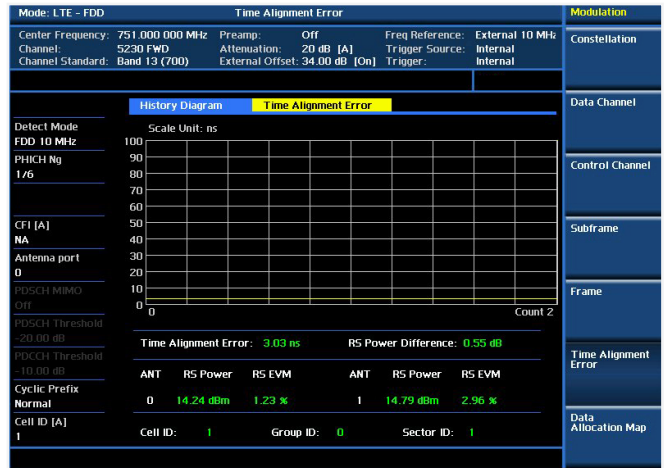 Mode: LTE - FDD Time Alignment Error Modulation
Center Frequency: 751.000 000 MHz Preamp: Off Freq Reference: External 10 MHz
Channel: 5230 FWD Attenuation: 20 dB [A] Trigger Source: Internal
Channel Standard: Band 13 (700) External Offset: 34.00 dB [On] Trigger: Internal
Constellation
History Diagram Time Alignment Error
Data Channel
Detect Mode
FDD 10 MHz
Scale Unit: ns
100
90
80
70
60
50
40
30
20
10
0
0 Count 2
PHICH Ng
1/6
Control Channel
CFI [A]
NA
Subframe
Antenna port
0
PDSCH MIMO
Off
Frame
PDSCH Threshold
-20.00 dB
Time Alignment Error: 3.03 ns RS Power Difference: 0.55 dB
PDCCH Threshold
-10.00 dB
Time Alignment
Error
ANT RS Power RS EVM ANT RS Power RS EVM
0 14.24 dBm 1.23 % 1 14.79 dBm 2.96 %
Cyclic Prefix
Normal
Cell ID [A]
1
Cell ID: 1 Group ID: 0 Sector ID: 1
Data
Allocation Map